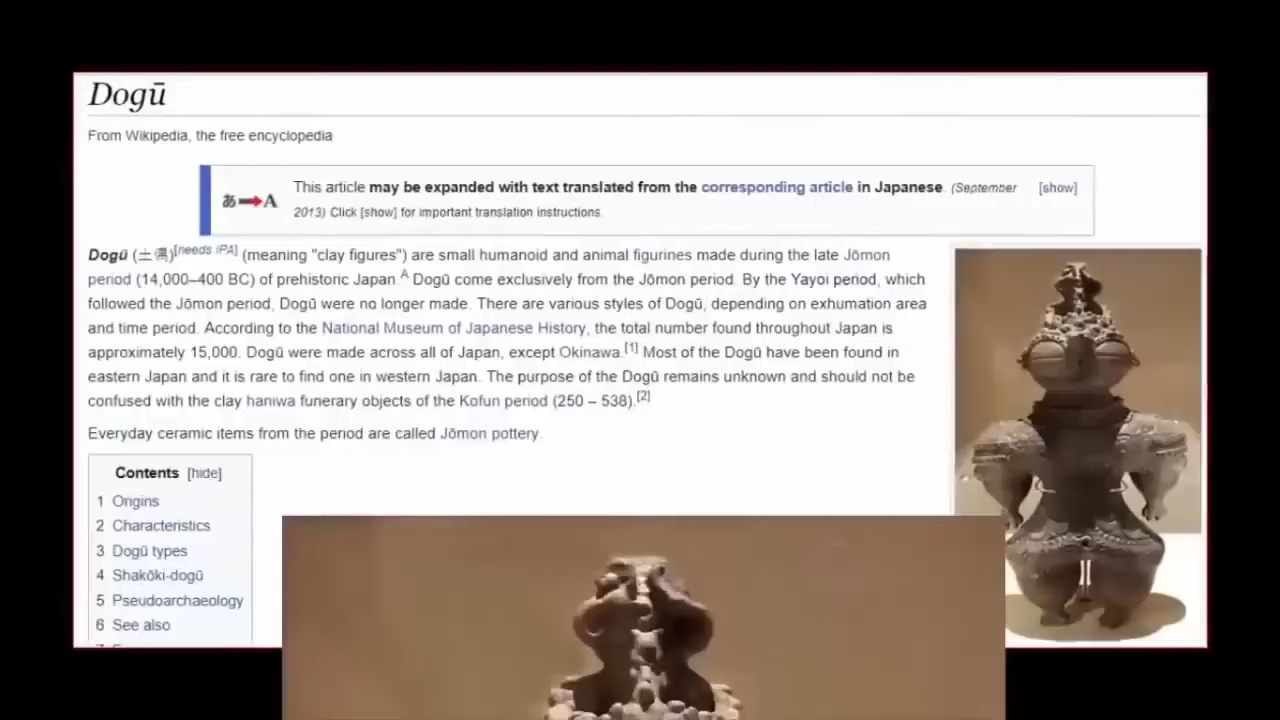 Dogū
From Wikipedia, the free encyclopedia
あ A
This article may be expanded with text translated from the corresponding article in Japanese. (September [show]
2013) Click [show] for important translation instructions.
Dogū (土偶)[needs IPA] (meaning "clay figures") are small humanoid and animal figurines made during the late Jōmon
period (14,000–400 BC) of prehistoric Japan.A Dogū come exclusively from the Jōmon period. By the Yayoi period, which
followed the Jōmon period, Dogū were no longer made. There are various styles of Dogū, depending on exhumation area
and time period. According to the National Museum of Japanese History, the total number found throughout Japan is
approximately 15,000. Dogū were made across all of Japan, except Okinawa.[1] Most of the Dogū have been found in
eastern Japan and it is rare to find one in western Japan. The purpose of the Dogū remains unknown and should not be
confused with the clay haniwa funerary objects of the Kofun period (250 – 538).[2]
Everyday ceramic items from the period are called Jōmon pottery.
Contents [hide]
1 Origins
2 Characteristics
3 Dogū types
4 Shakōki-dogū
5 Pseudoarchaeology
6 See also